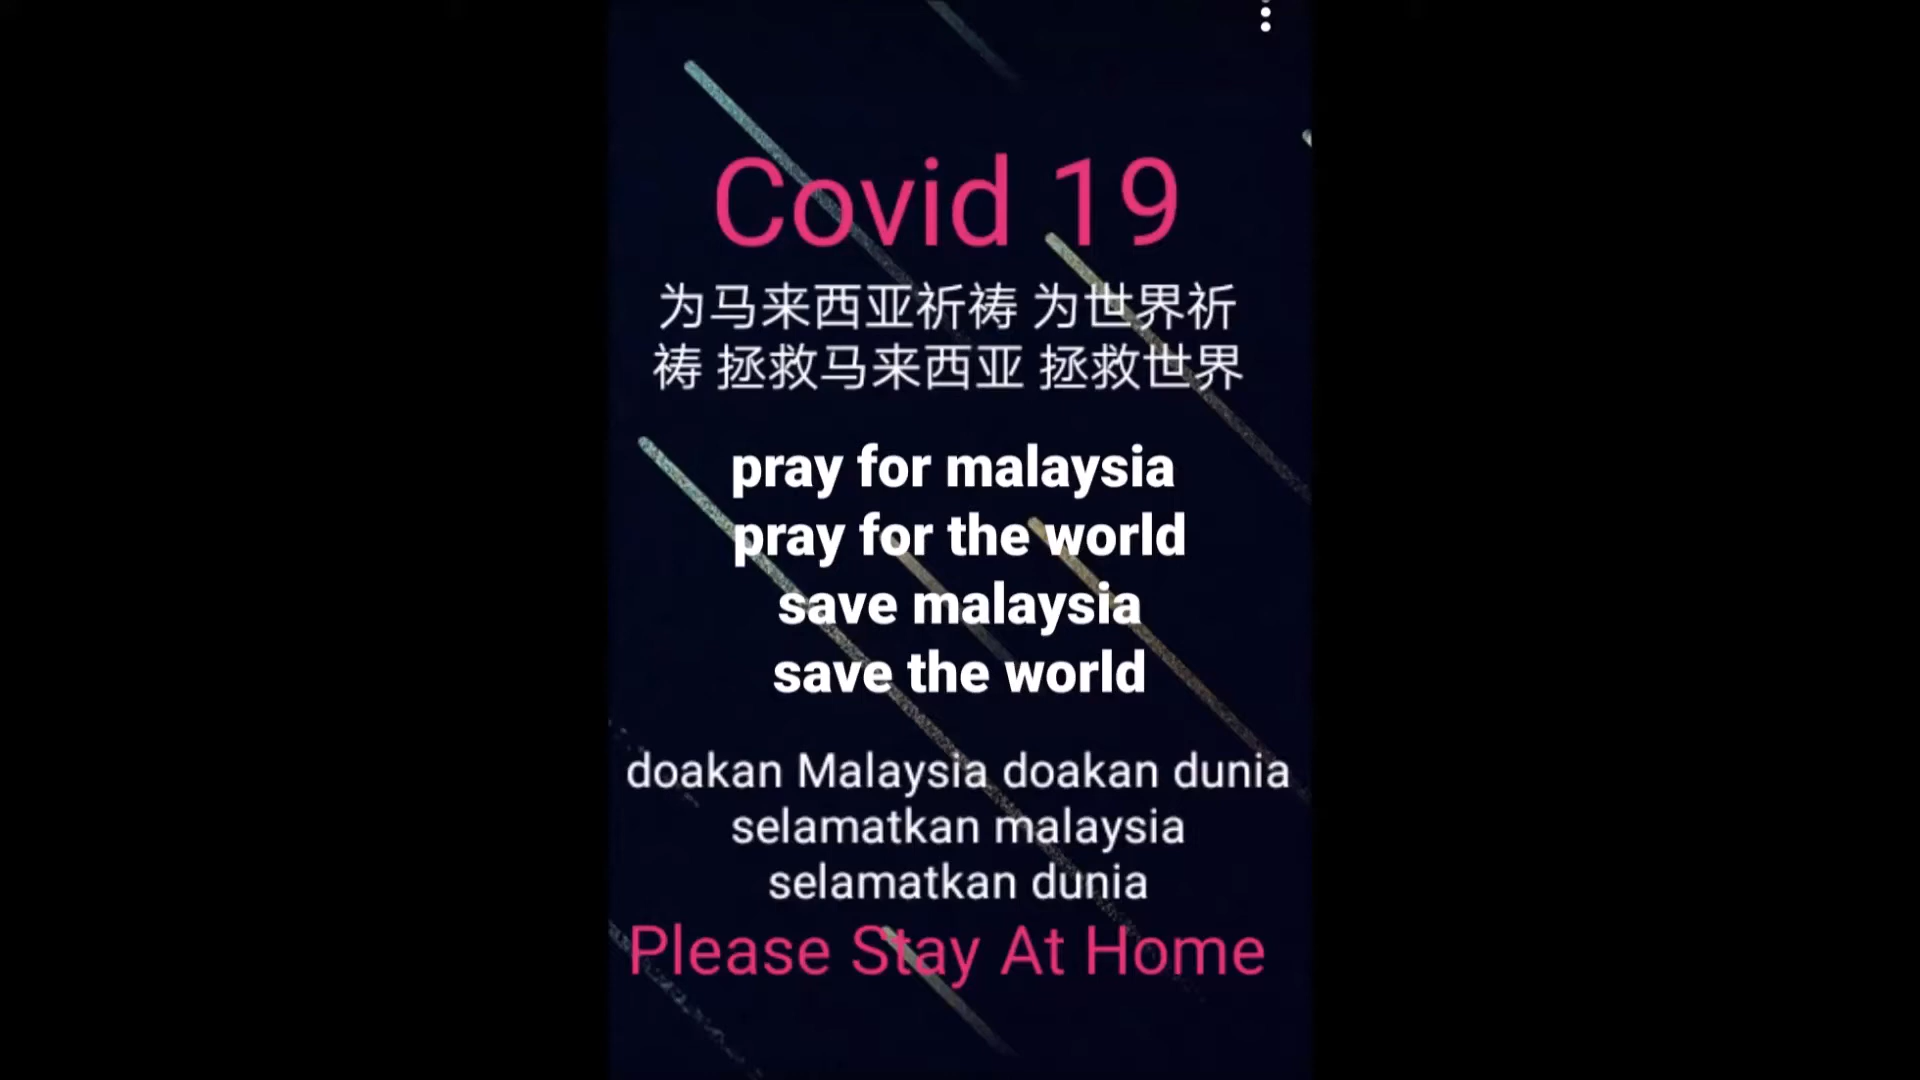 Covid 19
为马来西亚祈祷 为世界祈
祷 拯救马来西亚 拯救世界
pray for malaysia
pray for the world
save malaysia
save the world
doakan Malaysia doakan dunia
selamatkan malaysia
selamatkan dunia
Please Stay At Home